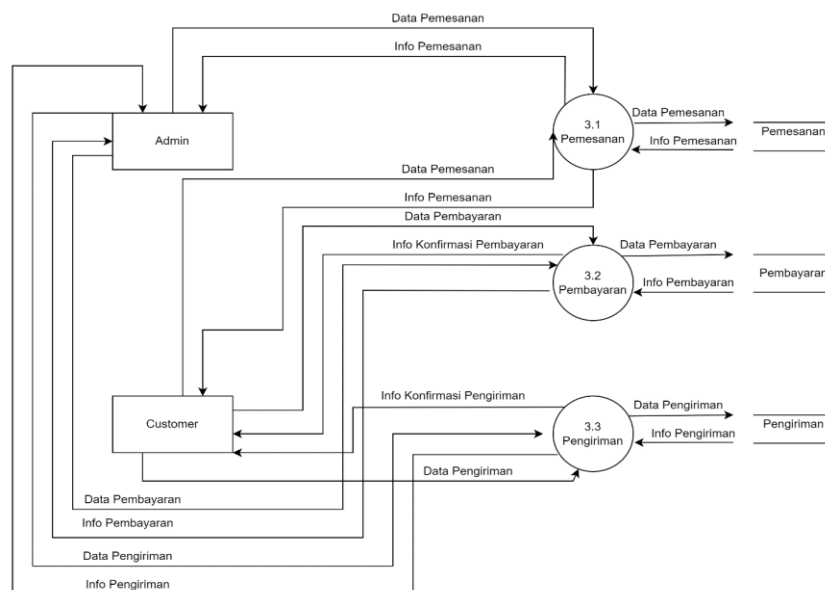 Data Pemesanan
Info Pemesanan
Admin
3.1
Pemesanan
Data Pemesanan
Info Pemesanan
Pemesanan
Data Pemesanan
Info Pemesanan
Data Pembayaran
Info Konfirmasi Pembayaran
3.2
Pembayaran
Data Pembayaran
Info Pembayaran
Pembayaran
Customer
Info Konfirmasi Pengiriman
3.3
Pengiriman
Data Pengiriman
Info Pengiriman
Pengiriman
Data Pengiriman
Data Pembayaran
Info Pembayaran
Data Pengiriman
Info Pengiriman